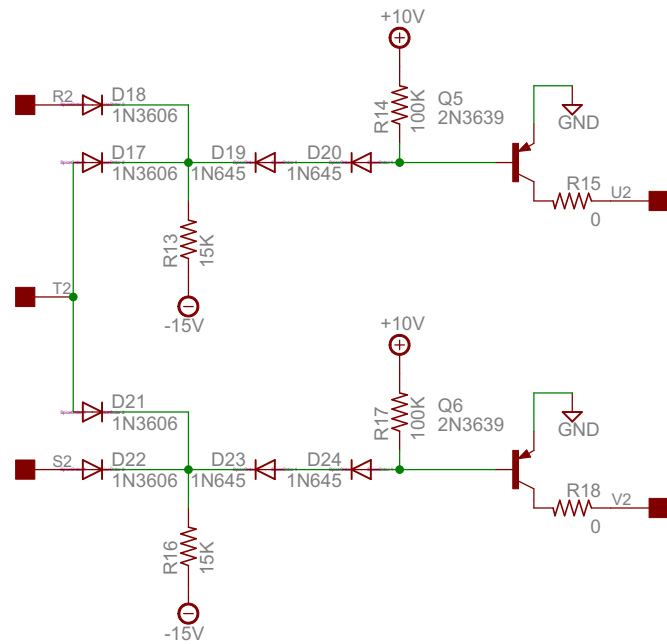 +10V
R2
D18
1N3606
R14
100K
Q5
2N3639
GND
D17
1N3606
D19
1N645
D20
1N645
R15
0
U2
R13
15K
-15V
T2
+10V
D21
1N3606
R17
100K
Q6
2N3639
GND
S2
D22
1N3606
D23
1N645
D24
1N645
R18
0
V2
R16
15K
-15V